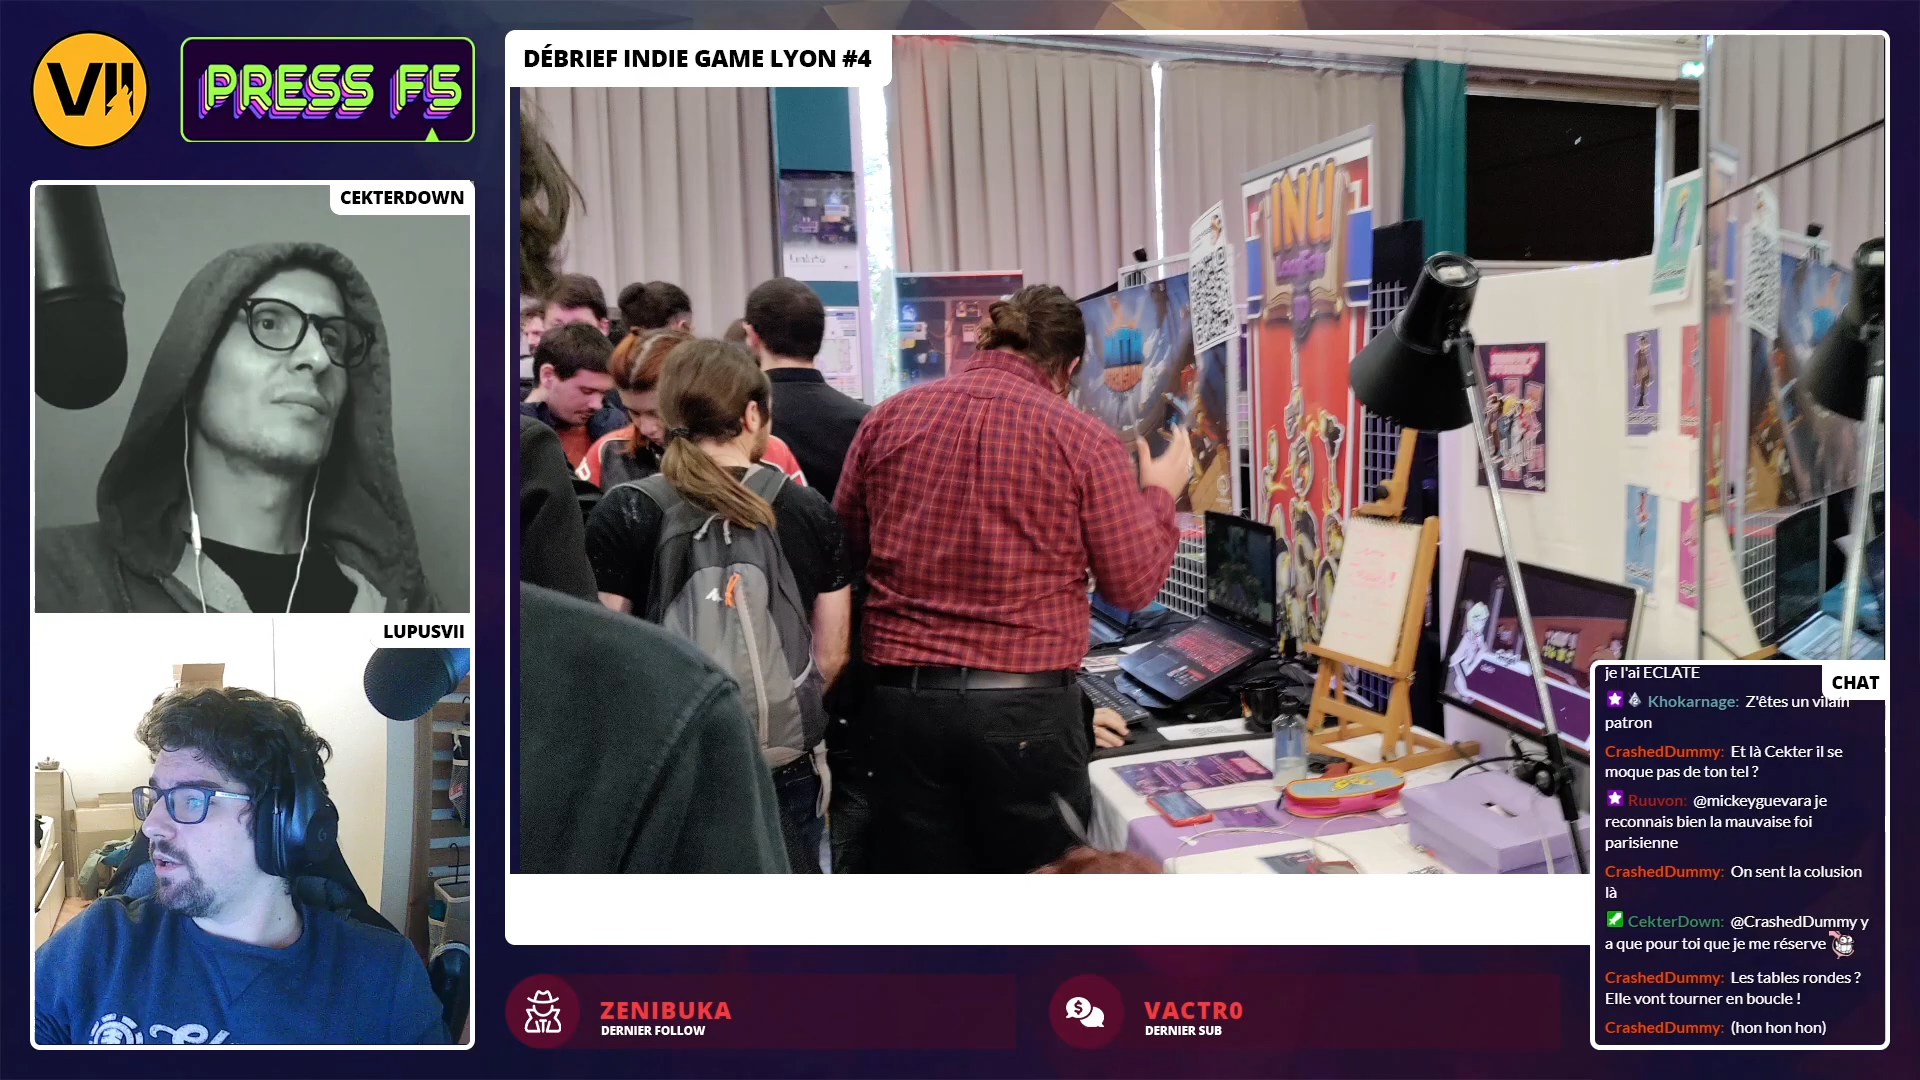 VII
PRESS F5
DÉBRIEF INDIE GAME LYON #4
CEKTERDOWN
LUPUSVII
INU
CHAT
je l'ai ECLATE
Khokarnage: Z'êtes un vilain
patron
CrashedDummy: Et là Cekter il se
moque pas de ton tel ?
Ruuvon: @mickeyguevara je
reconnais bien la mauvaise foi
parisienne
CrashedDummy: On sent la colusion
là
CekterDown: @CrashedDummy y
a que pour toi que je me réserve
CrashedDummy: Les tables rondes ?
Elle vont tourner en boucle !
CrashedDummy: (hon hon hon)
ZENIBUKA
DERNIER FOLLOW
VACTR0
DERNIER SUB